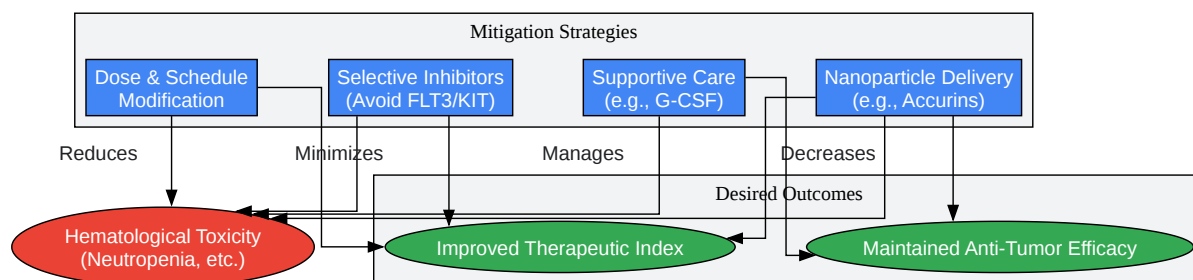 Mitigation Strategies
Dose & Schedule
Modification
Selective Inhibitors
(Avoid FLT3/KIT)
Supportive Care
(e.g., G-CSF)
Nanoparticle Delivery
(e.g., Accurins)
Reduces
Minimizes
Manages
Decreases
Desired Outcomes
Hematological Toxicity
(Neutropenia, etc.)
Improved Therapeutic Index
Maintained Anti-Tumor Efficacy